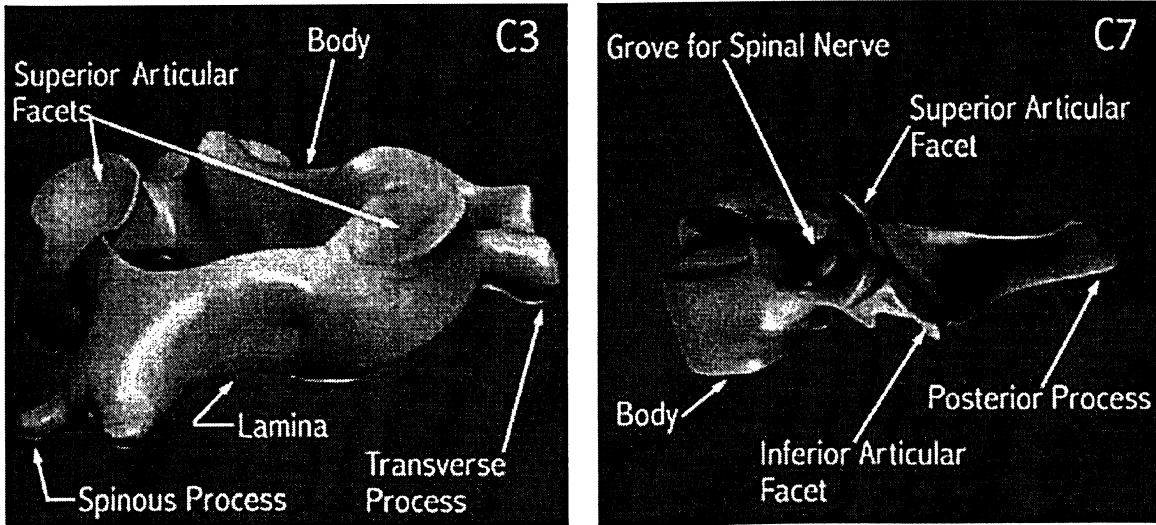 C3
Body
Superior Articular
Facets
Lamina
Transverse
Process
Spinous Process
C7
Grove for Spinal Nerve
Superior Articular
Facet
Body
Posterior Process
Inferior Articular
Facet